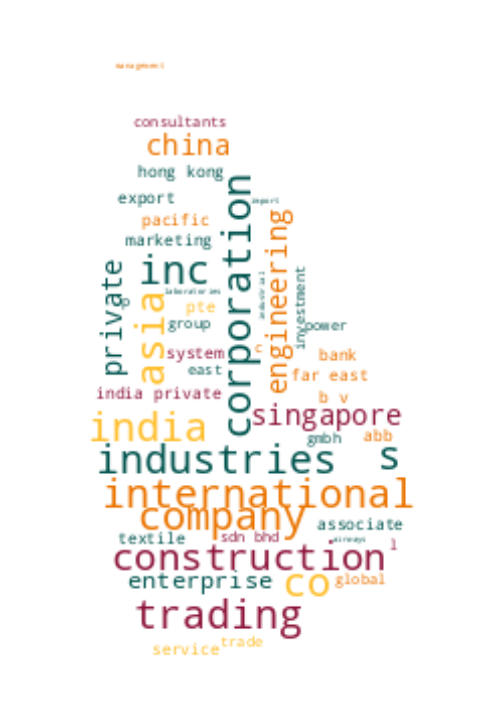 management
consultants
china
hong kong
export
import
pacific
marketing
corporation
engineering
inc
private
asia
laboratories
industrial
investment
pte
p
group
power
system
c
bank
east
far east
india private
b v
singapore
india
gmbh
abb
industries
s
international
company
associate
textile
sdn bhd
airways
l
construction
enterprise
co
global
trading
trade
service